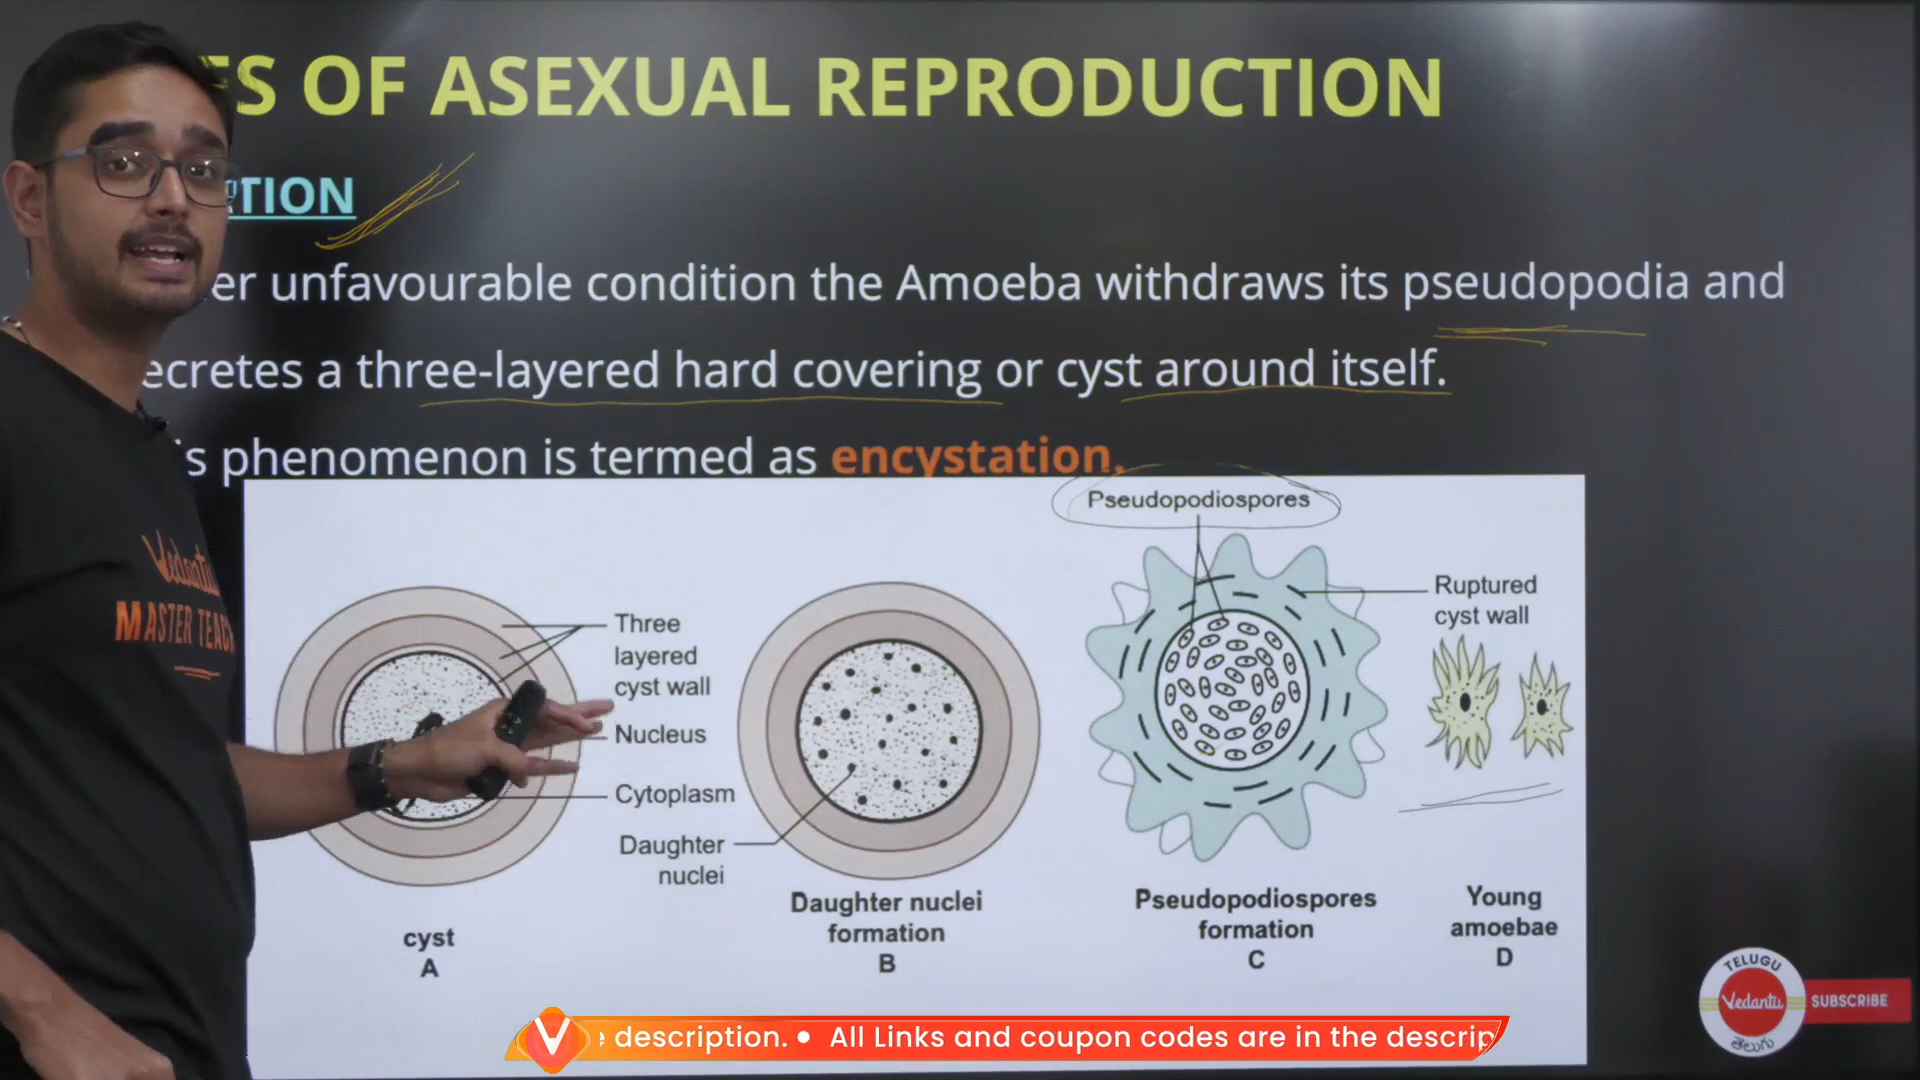 ES OF ASEXUAL REPRODUCTION
TION
er unfavourable condition the Amoeba withdraws its pseudopodia and
ecretes a three-layered hard covering or cyst around itself.
s phenomenon is termed as encystation.
Pseudopodiospores
Ruptured
cyst wall
Three
layered
cyst wall
Nucleus
Cytoplasm
Daughter
nuclei
cyst
A
Daughter nuclei
formation
B
Pseudopodiospores
formation
C
Young
amoebae
D
Vedantu
MASTER TEAC
TELUGU
Vedantu
తెలుగు
SUBSCRIBE
description. • All Links and coupon codes are in the descrip